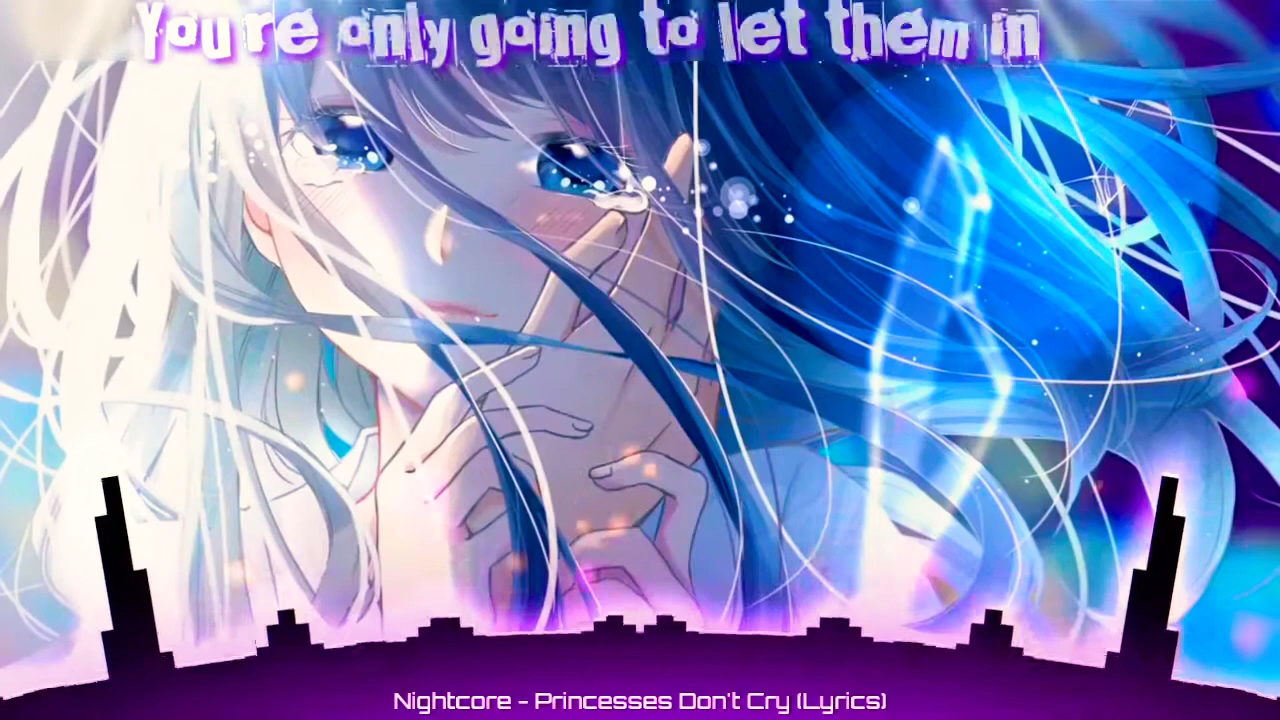 You're only going to let them in
Nightcore - Princesses Don't Cry (Lyrics)